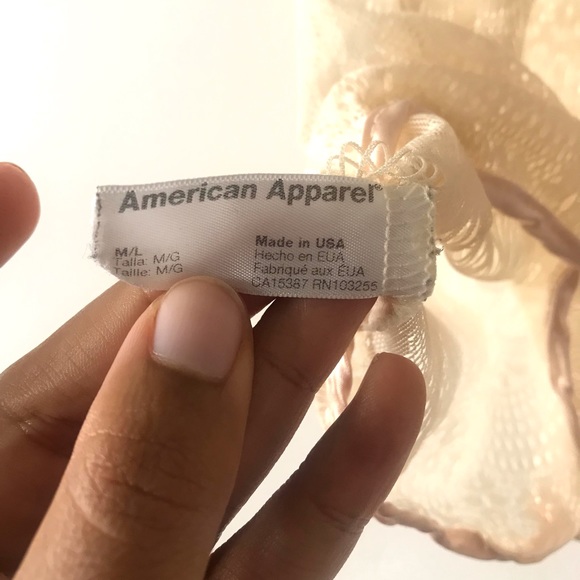 American Apparel®
M/L
Talla: M/G
Taille: M/G
Made in USA
Hecho en EUA
Fabriqué aux ÉUA
CA15387 RN103255